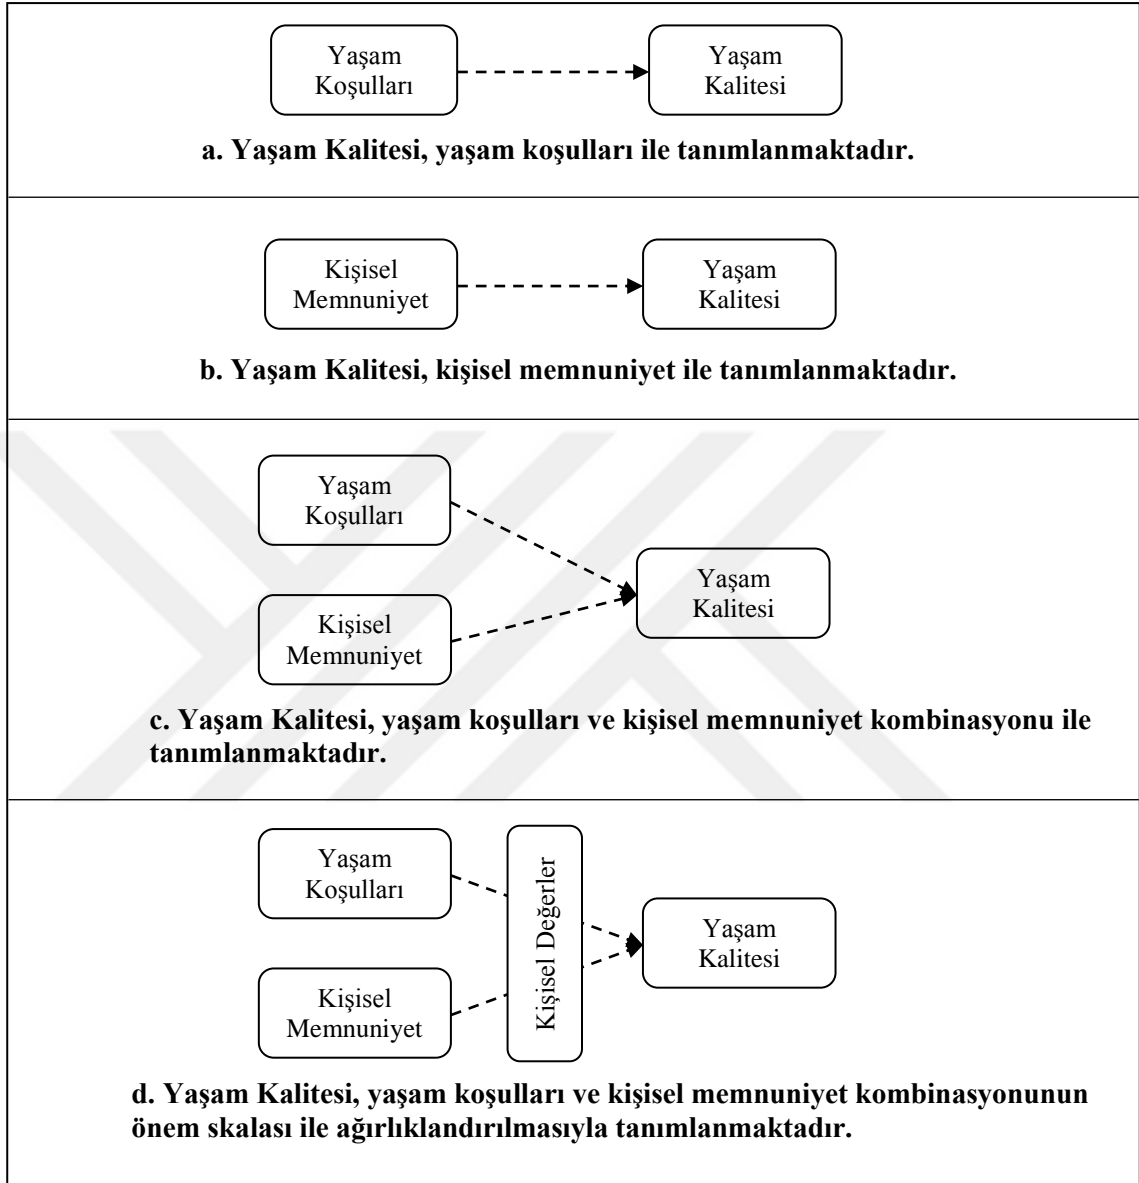 Yaşam
Koşulları
Yaşam
Kalitesi
a. Yaşam Kalitesi, yaşam koşulları ile tanımlanmaktadır.
Kişisel
Memnuniyet
Yaşam
Kalitesi
b. Yaşam Kalitesi, kişisel memnuniyet ile tanımlanmaktadır.
Yaşam
Koşulları
Kişisel
Memnuniyet
Yaşam
Kalitesi
c. Yaşam Kalitesi, yaşam koşulları ve kişisel memnuniyet kombinasyonu ile
tanımlanmaktadır.
Yaşam
Koşulları
Kişisel
Memnuniyet
Kişisel Değerler
Yaşam
Kalitesi
d. Yaşam Kalitesi, yaşam koşulları ve kişisel memnuniyet kombinasyonunun
önem skalası ile ağırlıklandırılmasıyla tanımlanmaktadır.